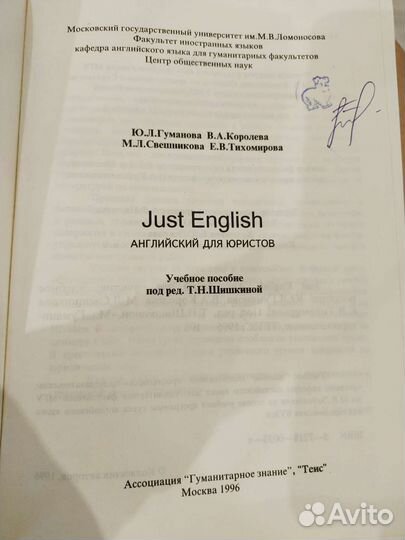 Московский государственный университет им.М.В.Ломоносова
Факультет иностранных языков
кафедра английского языка для гуманитарных факультетов
Центр общественных наук
Ю.Л.Гуманова В.А.Королева
М.Л.Свешникова Е.В.Тихомирова
Just English
АНГЛИЙСКИЙ ДЛЯ ЮРИСТОВ
Учебное пособие
под ред. Т.Н.Шишкиной
Ассоциация "Гуманитарное знание", "Теис"
Москва 1996
Avito